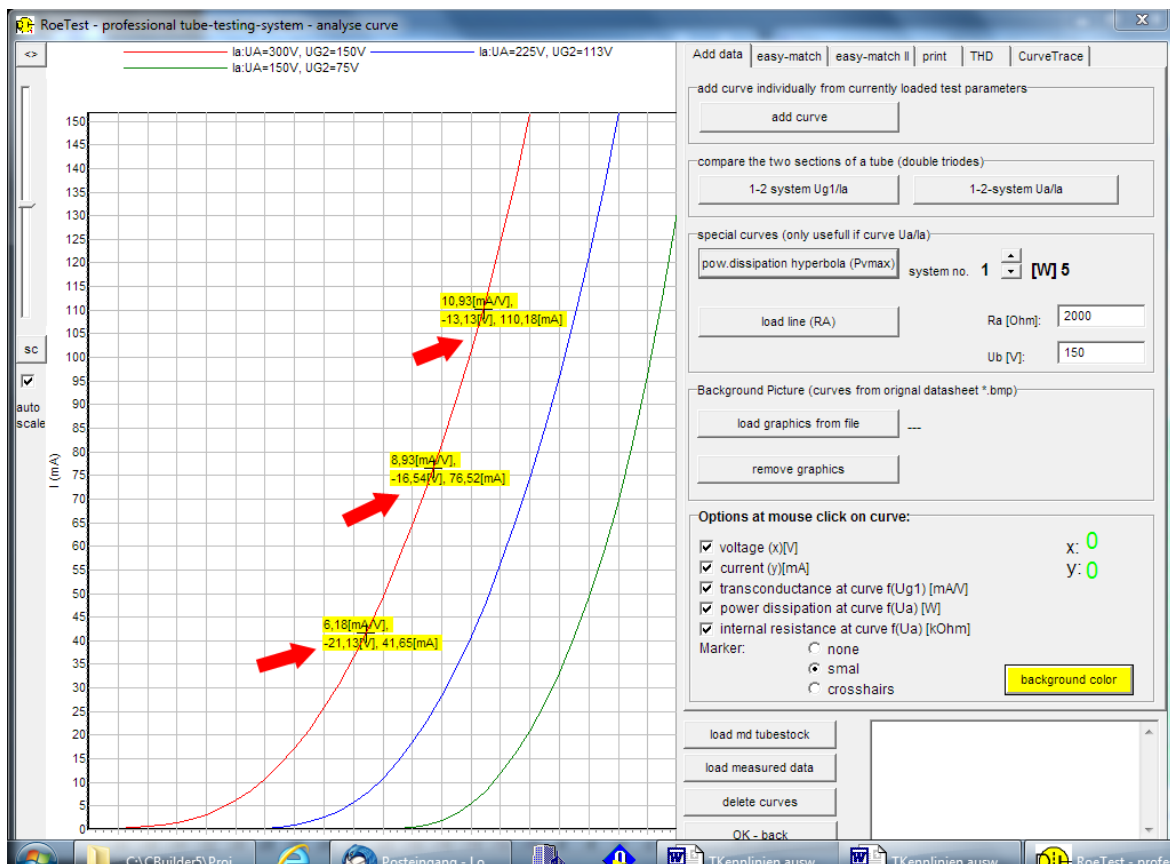 RoeTest - professional tube-testing-system - analyse curve
<>
Ia:UA=300V, UG2=150V
Ia:UA=225V, UG2=113V
Ia:UA=150V, UG2=75V
sc
auto
scale
I (mA)
150
145
140
135
130
125
120
115
110
105
100
95
90
85
80
75
70
65
60
55
50
45
40
35
30
25
20
15
10
5
0
10,93[mA/V],
-13,13[V], 110,18[mA]
8,93[mA/V],
-16,54[V], 76,52[mA]
6,18[mA/V],
-21,13[V], 41,65[mA]
Add data
easy-match
easy-match II
print
THD
CurveTrace
add curve individually from currently loaded test parameters
add curve
compare the two sections of a tube (double triodes)
1-2 system Ug1/Ia
1-2-system Ua/Ia
special curves (only usefull if curve Ua/Ia)
pow.dissipation hyperbola (Pvmax)
system no. 1 [W] 5
load line (RA)
Ra [Ohm]: 2000
Ub [V]: 150
Background Picture (curves from orignal datasheet *.bmp)
load graphics from file
---
remove graphics
Options at mouse click on curve:
voltage (x)[V]
current (y)[mA]
transconductance at curve f(Ug1) [mA/V]
power dissipation at curve f(Ua) [W]
internal resistance at curve f(Ua) [kOhm]
x: 0
y: 0
Marker:
none
smal
crosshairs
background color
load md tubestock
load measured data
delete curves
OK - back
C:\CBuilder5\Proj...
Posteingang - Lo...
TKennlinien ausw...
TKennlinien ausw...
RoeTest - profe